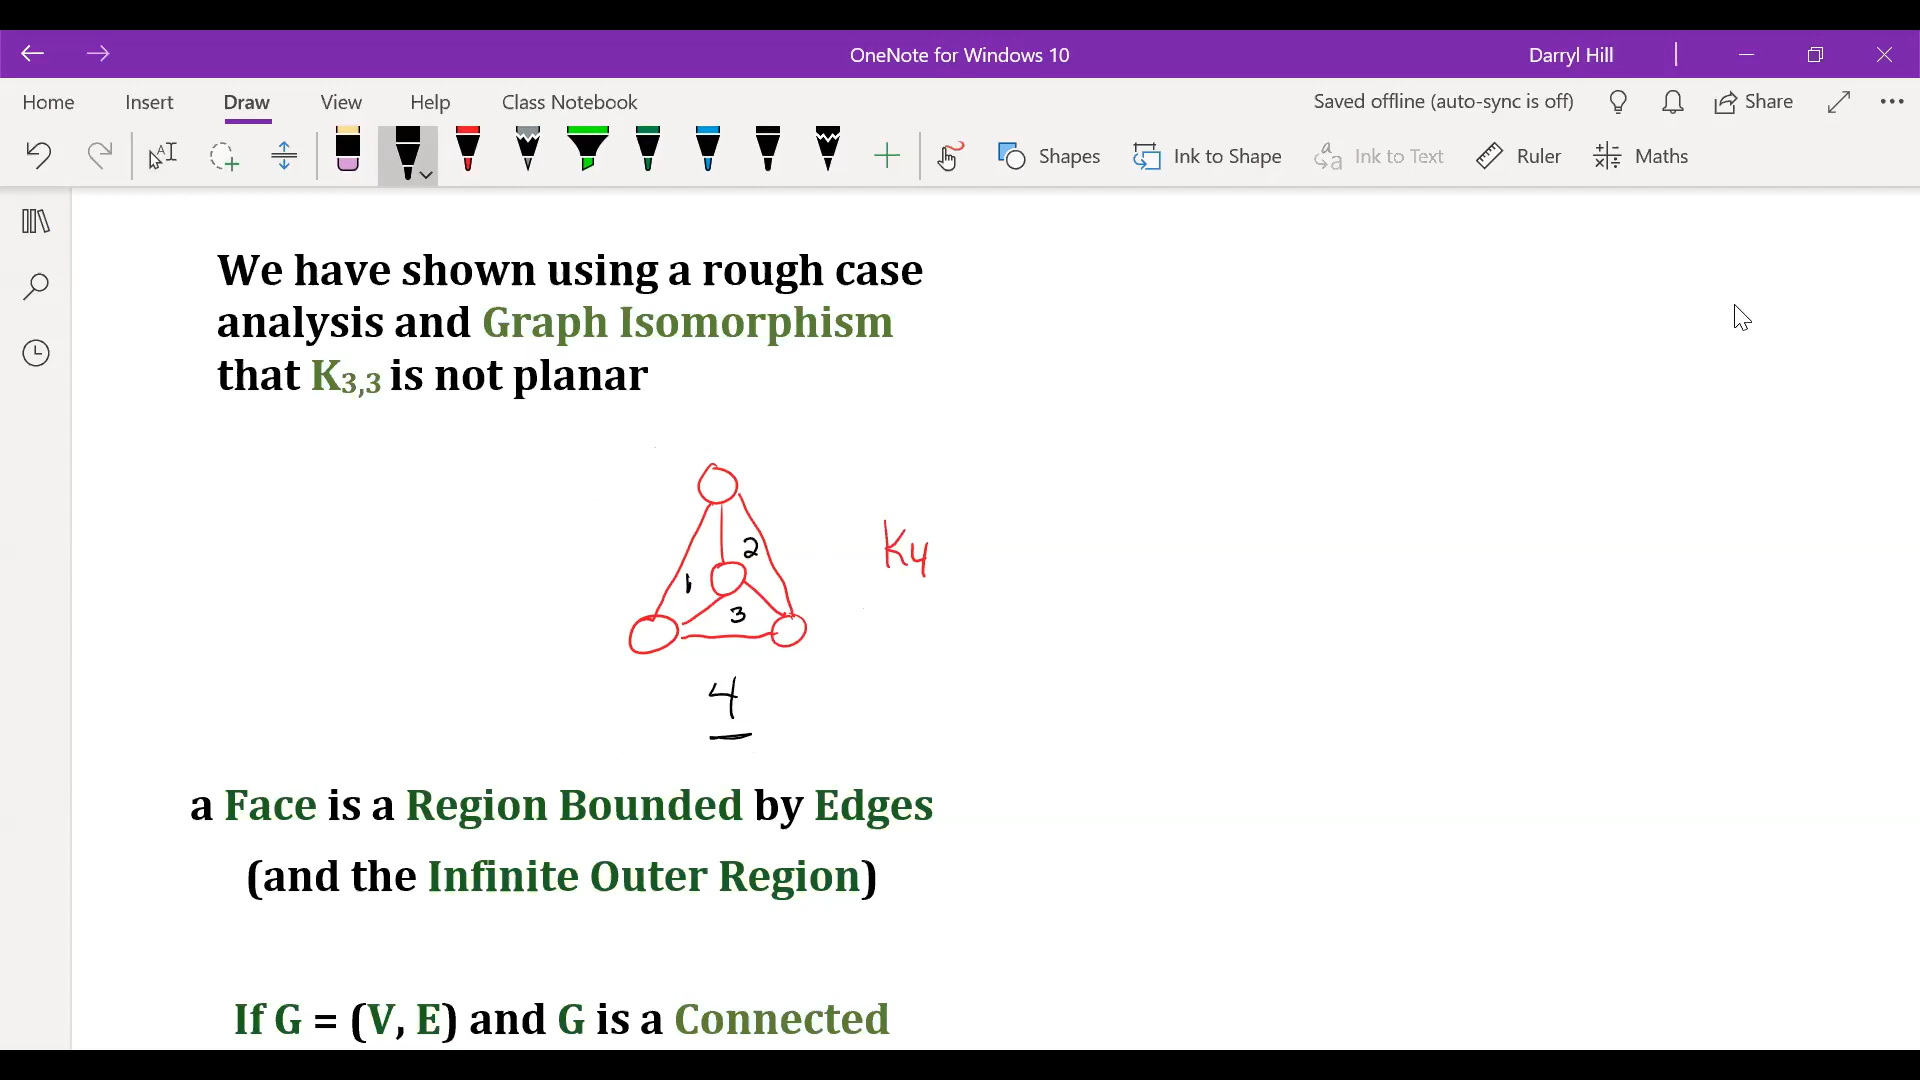 OneNote for Windows 10
Darryl Hill
Home Insert Draw View Help Class Notebook
Saved offline (auto-sync is off) Share
Shapes Ink to Shape Ink to Text Ruler Maths
We have shown using a rough case
analysis and Graph Isomorphism
that K3,3 is not planar
2
K4
1
3
4
a Face is a Region Bounded by Edges
(and the Infinite Outer Region)
If G = (V, E) and G is a Connected